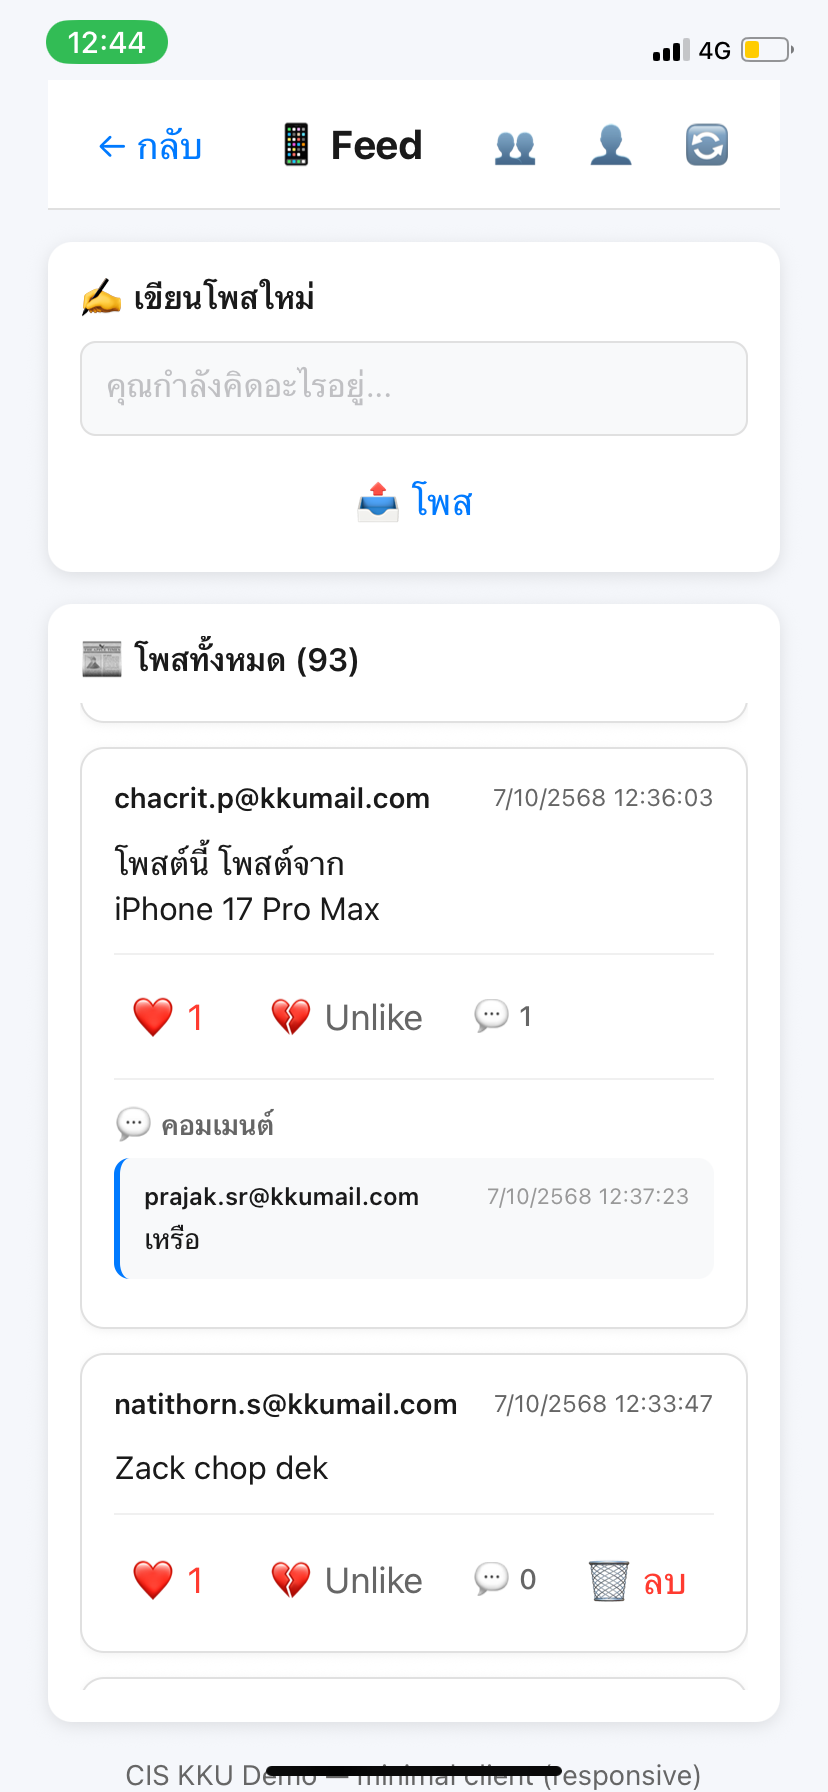 12:44
4G
← กลับ
Feed
เขียนโพสใหม่
คุณกำลังคิดอะไรอยู่...
โพส
โพสทั้งหมด (93)
chacrit.p@kkumail.com 7/10/2568 12:36:03
โพสต์นี้ โพสต์จาก
iPhone 17 Pro Max
1 Unlike 1
คอมเมนต์
prajak.sr@kkumail.com 7/10/2568 12:37:23
เหรือ
natithorn.s@kkumail.com 7/10/2568 12:33:47
Zack chop dek
1 Unlike 0 ลบ
CIS KKU Demo — minimal client (responsive)